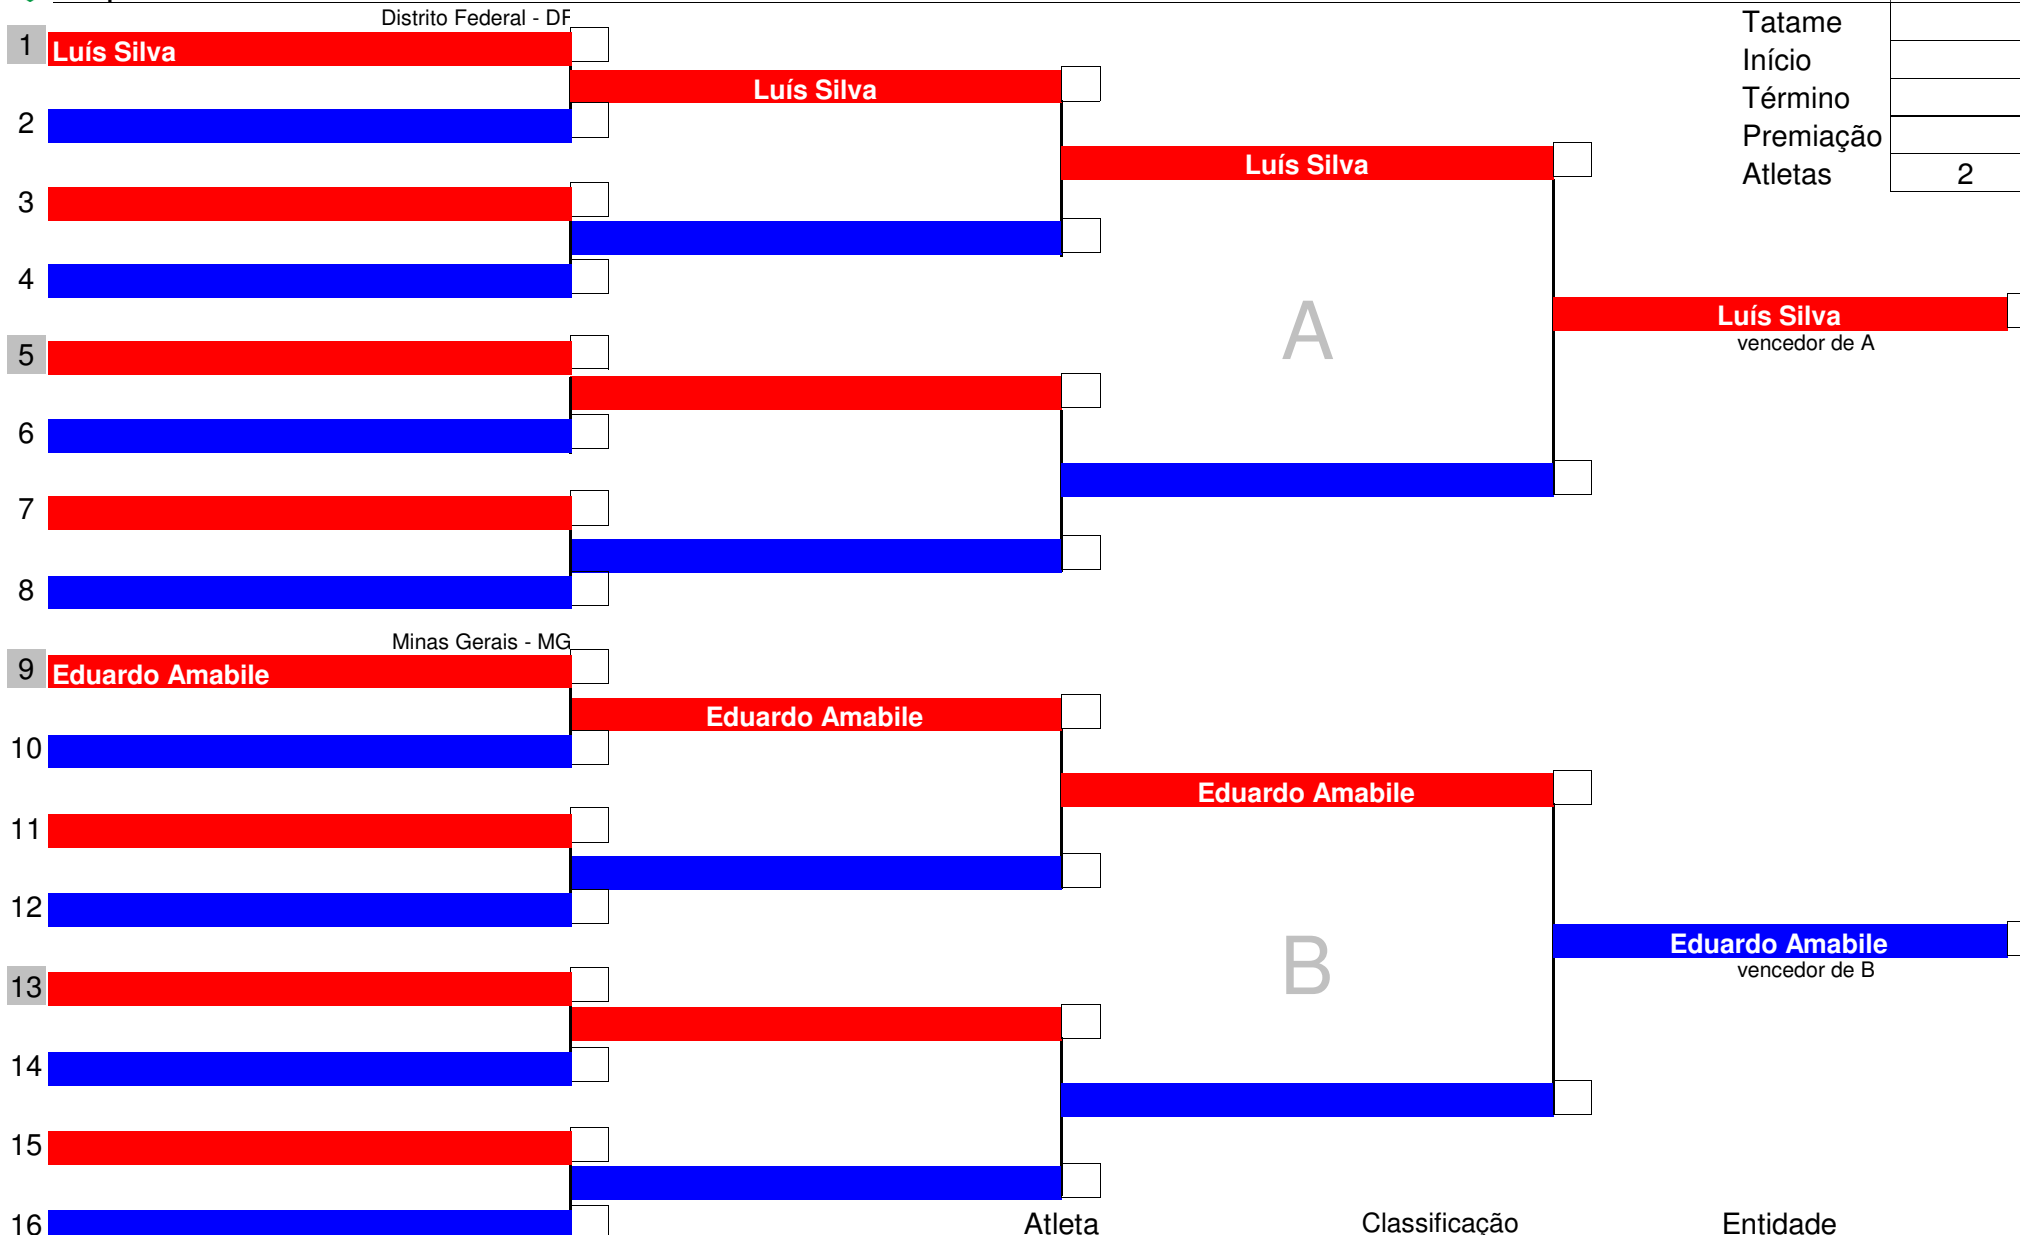 Distrito Federal - DF
Tatame
1 Luís Silva
Luís Silva
Início
Término
2
Premiação
Luís Silva
Atletas 2
3
4
A
Luís Silva
vencedor de A
5
6
7
8
Minas Gerais - MG
9 Eduardo Amabile
Eduardo Amabile
10
Eduardo Amabile
11
12
B
Eduardo Amabile
vencedor de B
13
14
15
16
Atleta Classificação Entidade